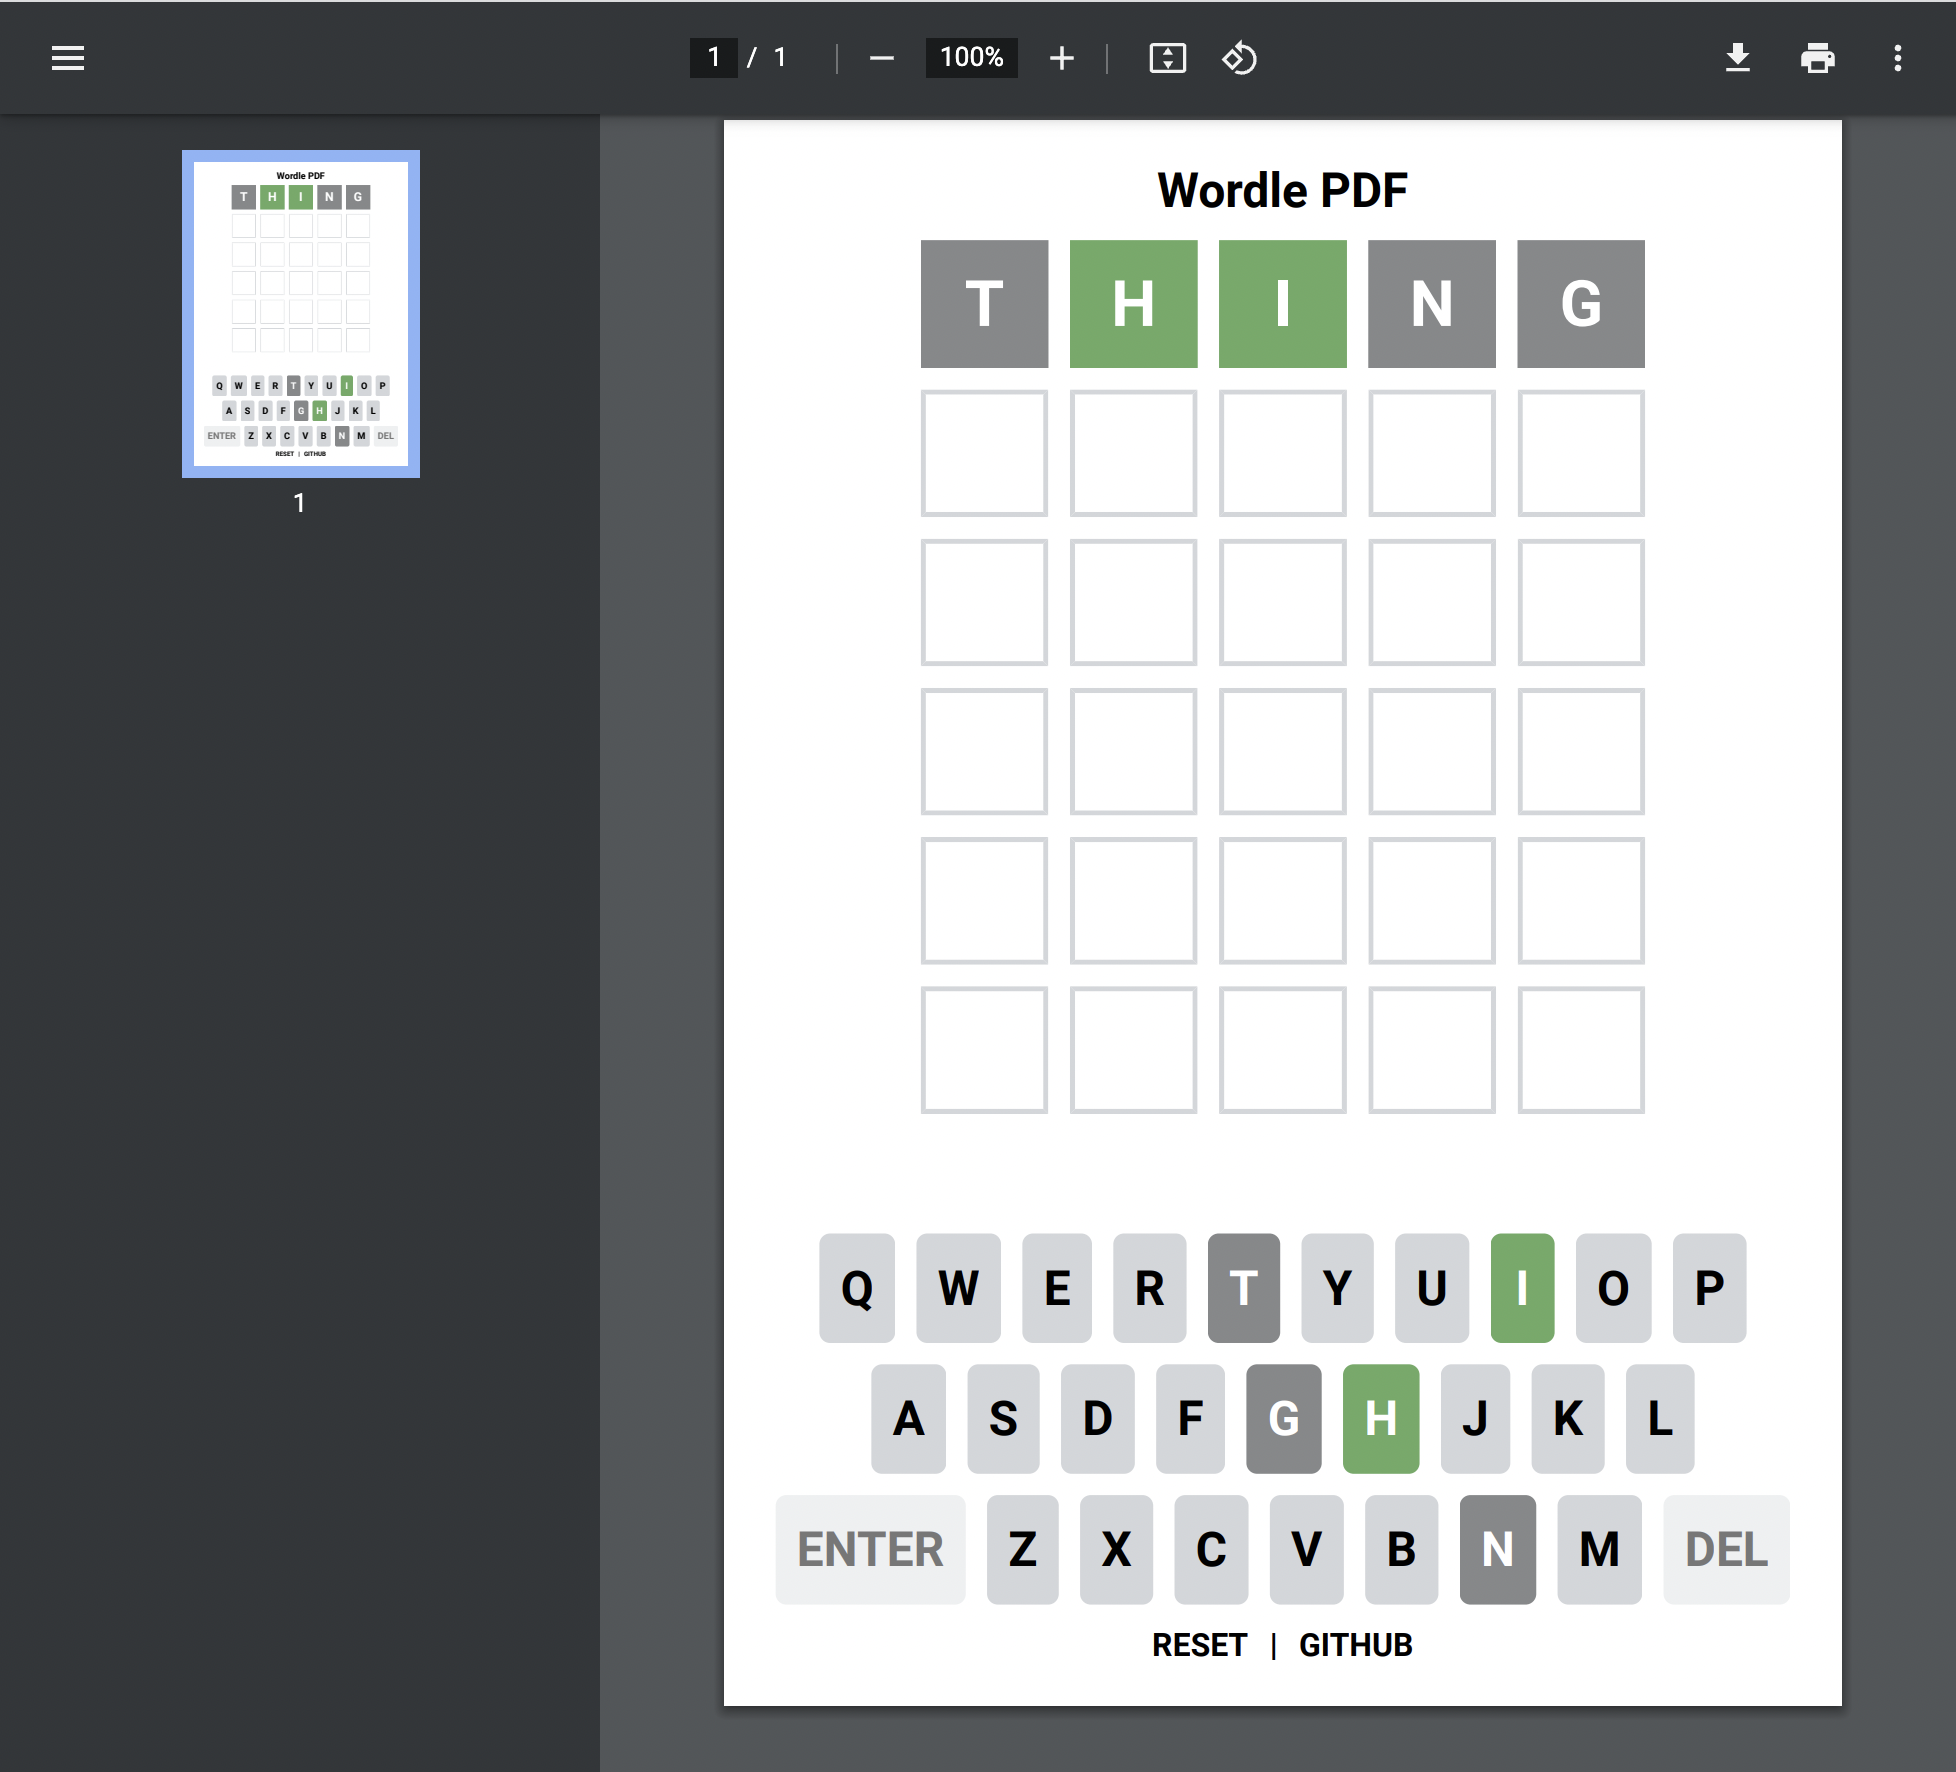 1 / 1 100%
Wordle PDF
T H I N G
Q W E R T Y U I O P
A S D F G H J K L
ENTER Z X C V B N M DEL
RESET | GITHUB
1
Wordle PDF
T H I N G
Q W E R T Y U I O P
A S D F G H J K L
ENTER Z X C V B N M DEL
RESET | GITHUB